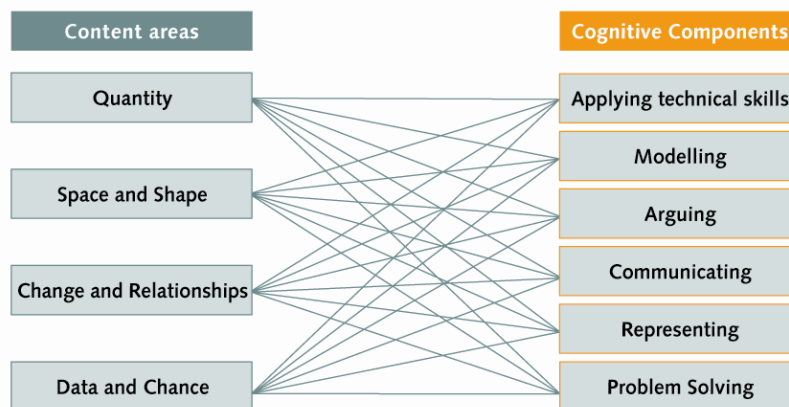 Content areas
Cognitive Components
Quantity
Applying technical skills
Modelling
Space and Shape
Arguing
Communicating
Change and Relationships
Representing
Data and Chance
Problem Solving